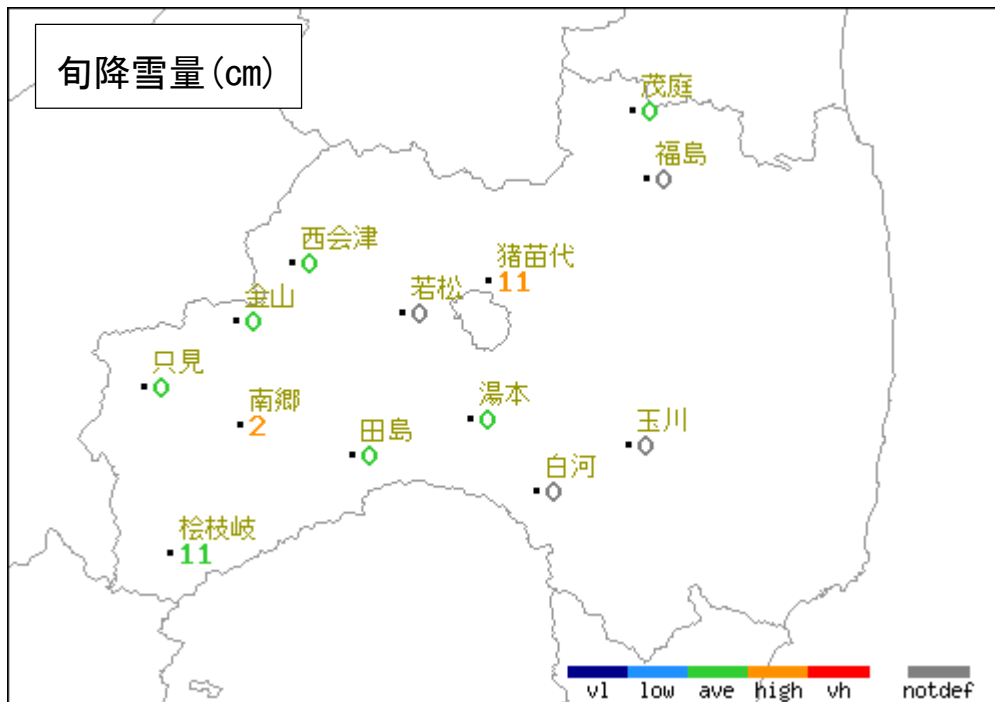 旬降雪量(cm)
茂庭
0
福島
0
西会津
0
猪苗代
11
若松
0
金山
0
只見
0
南郷
2
湯本
0
田島
0
玉川
0
白河
0
桧枝岐
11
vl low ave high vh notdef